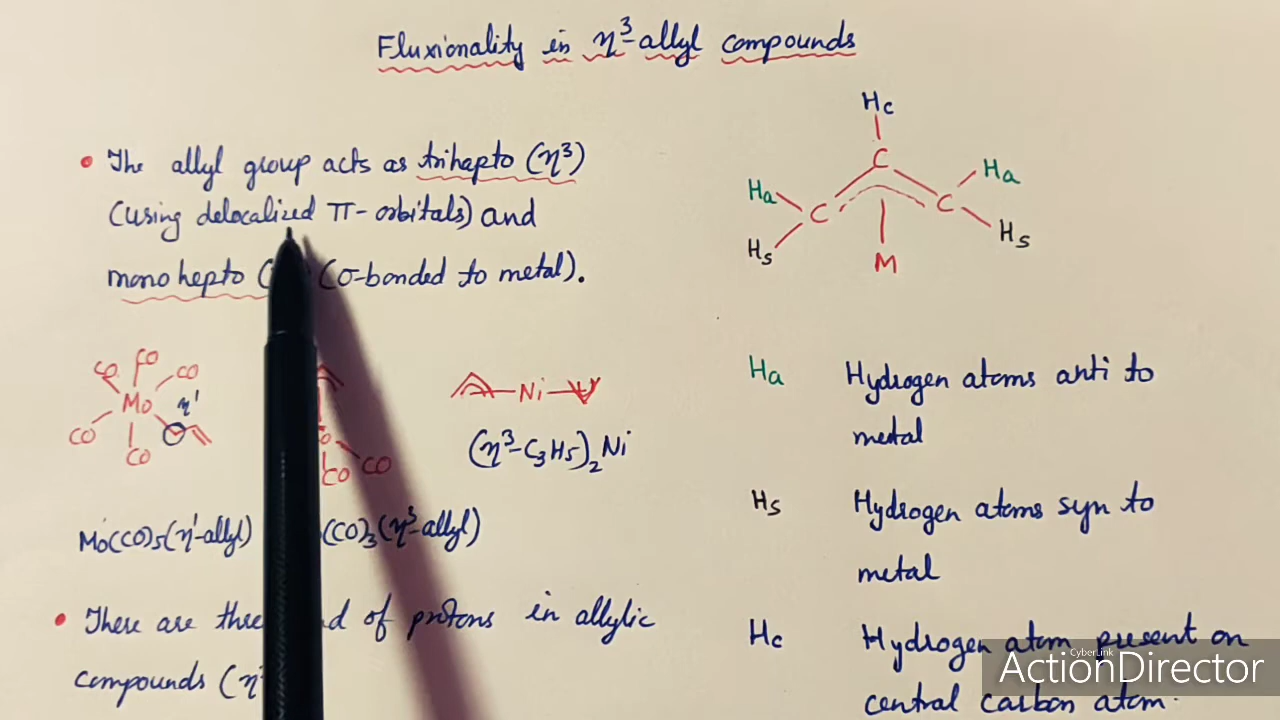 Fluxionality in η³-allyl compounds
• The allyl group acts as trihepto (η³)
(using delocalized π-orbitals) and
mono hepto ( (σ-bonded to metal).
Hc
C
Ha C C Ha
Hs Hs
M
CO CO CO
Mo η¹
CO
CO
CO CO
Ni
(η³-C₃H₅)₂Ni
Mo(CO)₅(η¹-allyl) (CO)₃(η³-allyl)
• There are of protons in allylic
compounds (η
Ha Hydrogen atoms anti to
metal
Hs Hydrogen atoms syn to
metal
Hc Hydrogen atom present on
central carbon atom.
CyberLink
ActionDirector